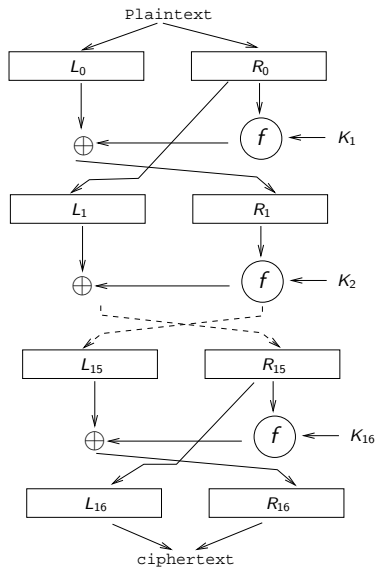 Plaintext
L0 R0
⊕ f K1
L1 R1
⊕ f K2
L15 R15
⊕ f K16
L16 R16
ciphertext